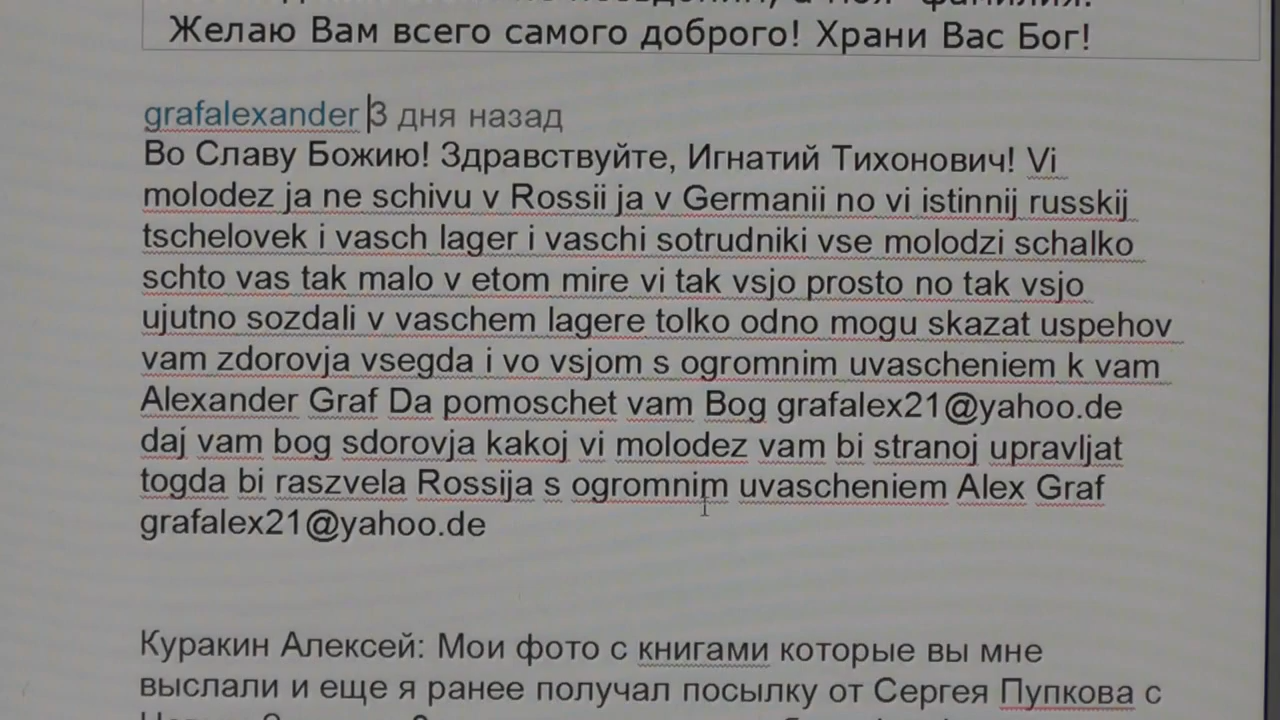 Желаю Вам всего самого доброго! Храни Вас Бог!
grafalexander 3 дня назад
Во Славу Божию! Здравствуйте, Игнатий Тихонович! Vi
molodez ja ne schivu v Rossii ja v Germanii no vi istinnij russkij
tschelovek i vasch lager i vaschi sotrudniki vse molodzi schalko
schto vas tak malo v etom mire vi tak vsjo prosto no tak vsjo
ujutno sozdali v vaschem lagere tolko odno mogu skazat uspehov
vam zdorovja vsegda i vo vsjom s ogromnim uvascheniem k vam
Alexander Graf Da pomoschet vam Bog grafalex21@yahoo.de
daj vam bog sdorovja kakoj vi molodez vam bi stranoj upravljat
togda bi raszvela Rossija s ogromnim uvascheniem Alex Graf
grafalex21@yahoo.de
Куракин Алексей: Мои фото с книгами которые вы мне
выслали и еще я ранее получал посылку от Сергея Пупкова с